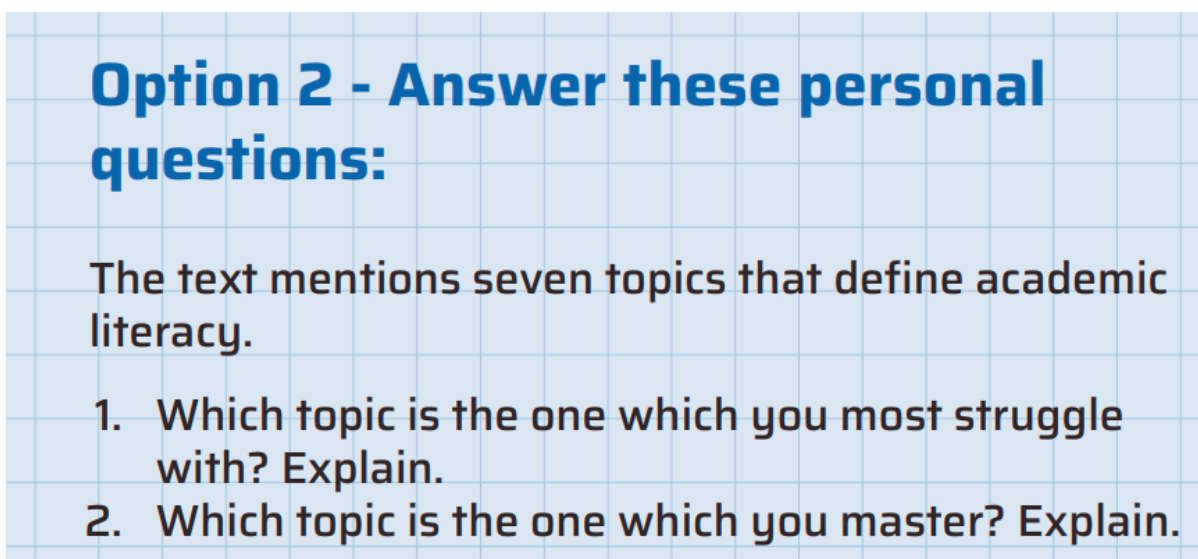 Option 2 - Answer these personal
questions:
The text mentions seven topics that define academic
literacy.
1. Which topic is the one which you most struggle
with? Explain.
2. Which topic is the one which you master? Explain.